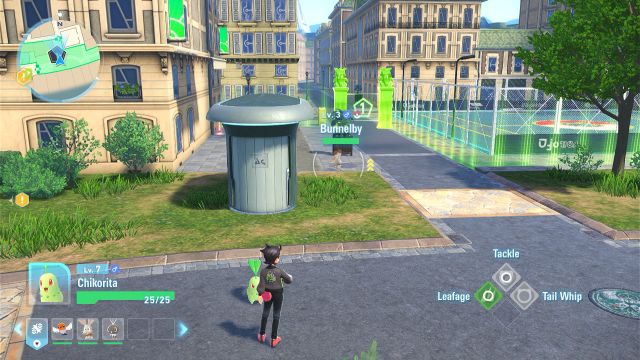 N
Lv. 3 ♂
Bunnelby
Lv. 7 ♂
Chikorita
25/25
Tackle
Leafage
Tail Whip